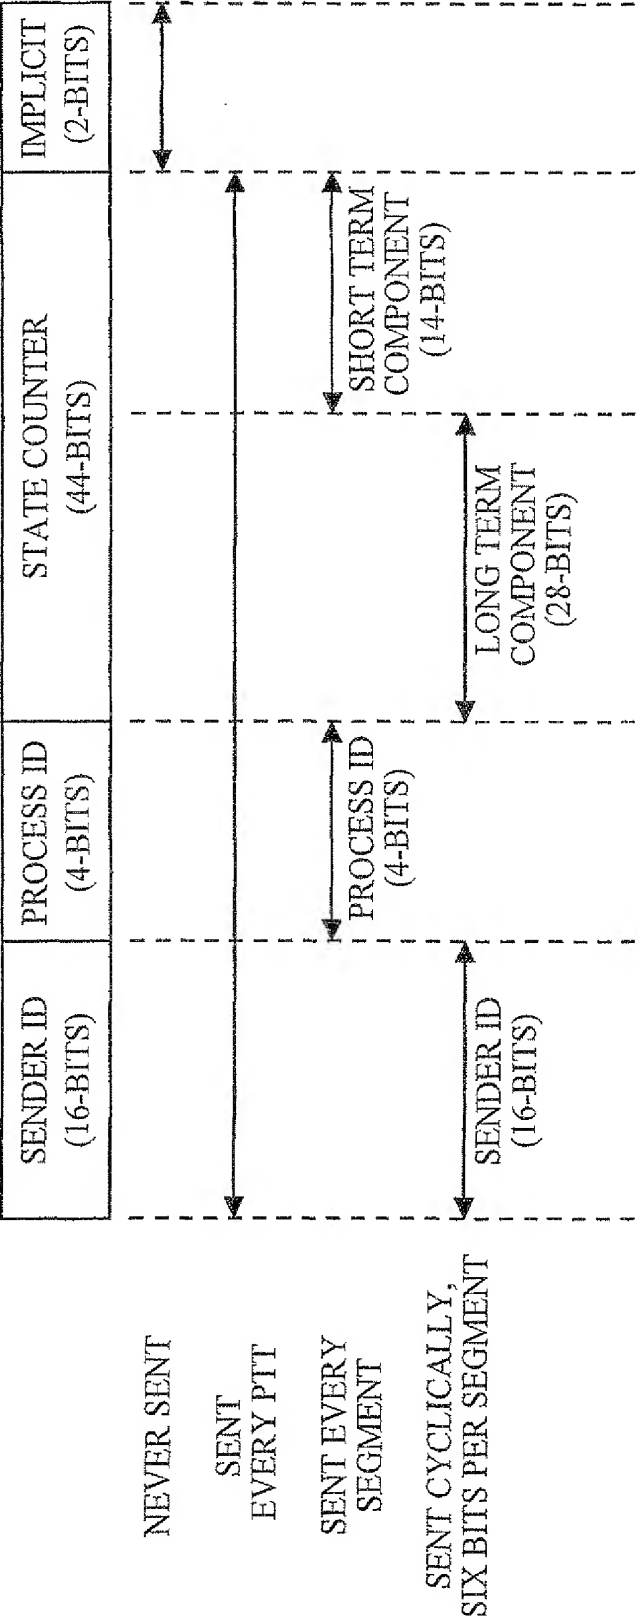 SENDER ID
(16-BITS)
PROCESS ID
(4-BITS)
STATE COUNTER
(44-BITS)
IMPLICIT
(2-BITS)
NEVER SENT
SENT
EVERY PTT
SENT EVERY
SEGMENT
PROCESS ID
(4-BITS)
SHORT TERM
COMPONENT
(14-BITS)
SENT CYCLICALLY,
SIX BITS PER SEGMENT
SENDER ID
(16-BITS)
LONG TERM
COMPONENT
(28-BITS)